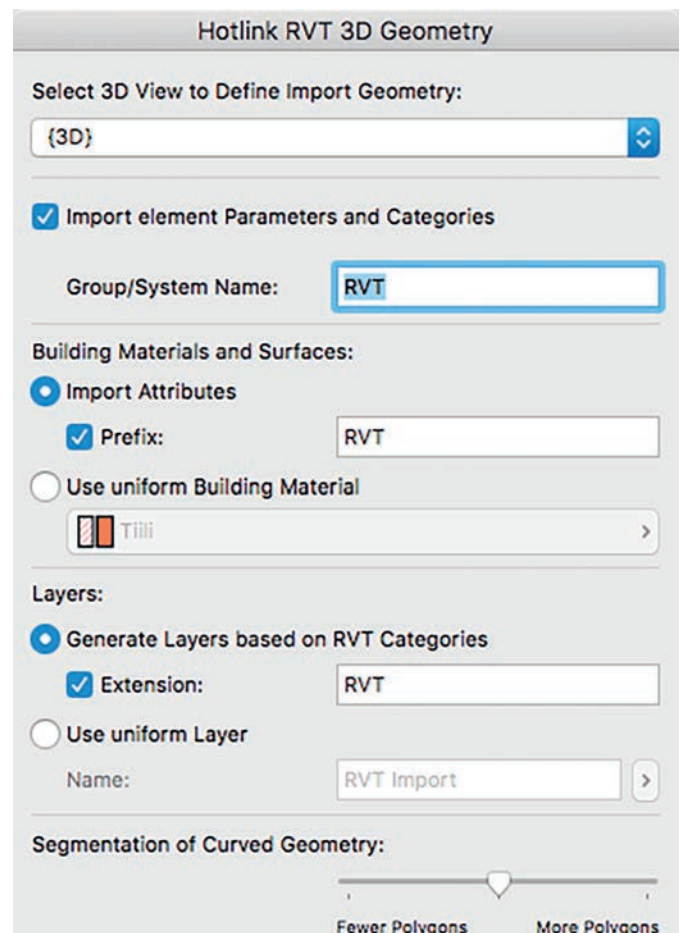 Hotlink RVT 3D Geometry
Select 3D View to Define Import Geometry:
{3D}
Import element Parameters and Categories
Group/System Name: RVT
Building Materials and Surfaces:
Import Attributes
Prefix: RVT
Use uniform Building Material
Tiili
Layers:
Generate Layers based on RVT Categories
Extension: RVT
Use uniform Layer
Name: RVT Import
Segmentation of Curved Geometry:
Fewer Polygons More Polygons